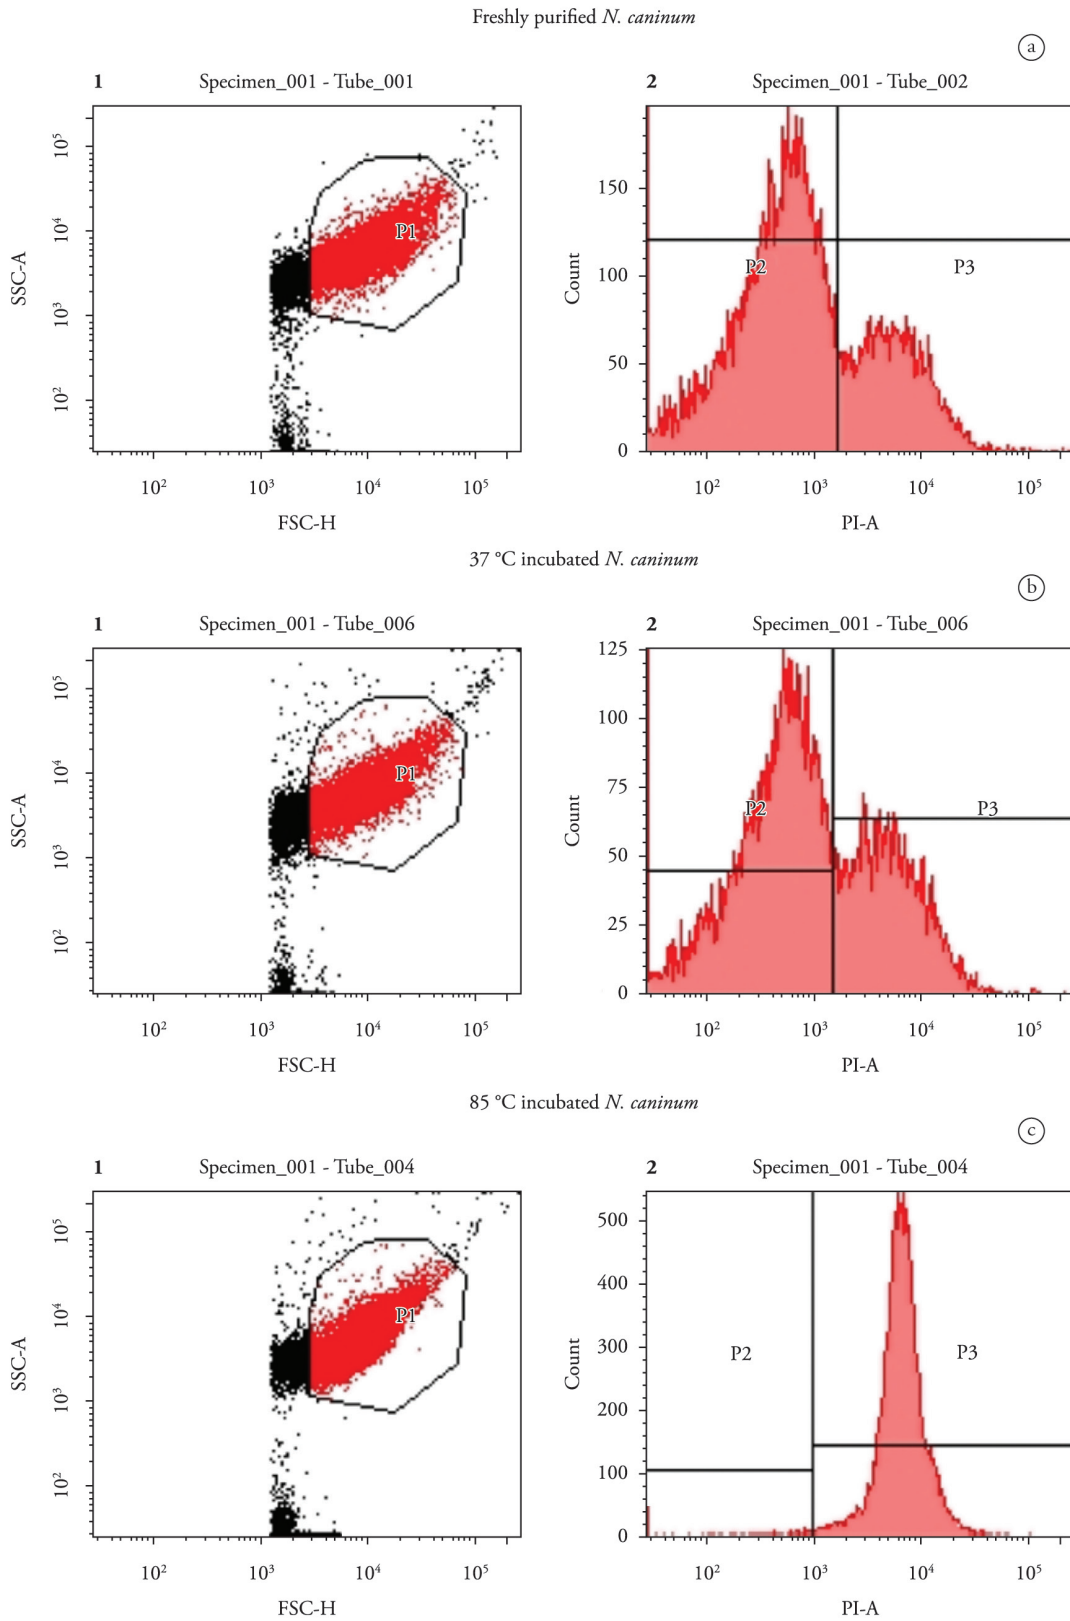 Freshly purified N. caninum
a
1 Specimen_001 - Tube_001
SSC-A
10⁵
10⁴
10³
10²
P1
10² 10³ 10⁴ 10⁵
FSC-H
2 Specimen_001 - Tube_002
Count
150
100
50
0
P2 P3
10² 10³ 10⁴ 10⁵
PI-A
37 °C incubated N. caninum
b
1 Specimen_001 - Tube_006
SSC-A
10⁵
10⁴
10³
10²
P1
10² 10³ 10⁴ 10⁵
FSC-H
2 Specimen_001 - Tube_006
Count
125
100
75
50
25
0
P2 P3
10² 10³ 10⁴ 10⁵
PI-A
85 °C incubated N. caninum
c
1 Specimen_001 - Tube_004
SSC-A
10⁵
10⁴
10³
10²
P1
10² 10³ 10⁴ 10⁵
FSC-H
2 Specimen_001 - Tube_004
Count
500
400
300
200
100
0
P2 P3
10² 10³ 10⁴ 10⁵
PI-A